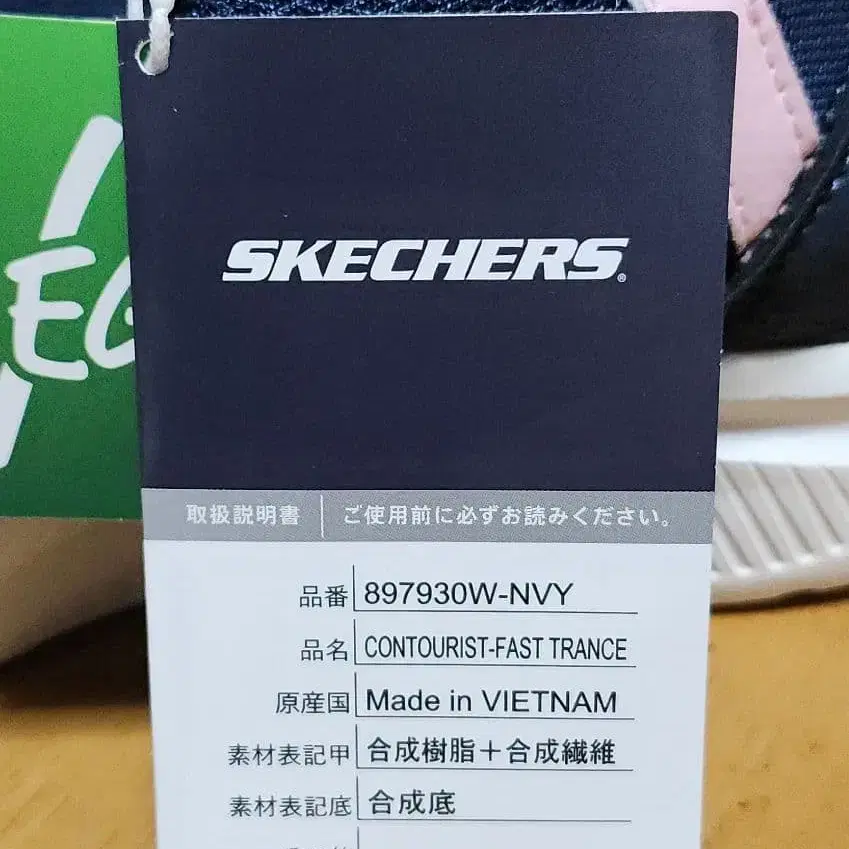 SKECHERS®
取扱説明書 ご使用前に必ずお読みください。
品番 897930W-NVY
品名 CONTOURIST-FAST TRANCE
原産国 Made in VIETNAM
素材表記甲 合成樹脂＋合成繊維
素材表記底 合成底